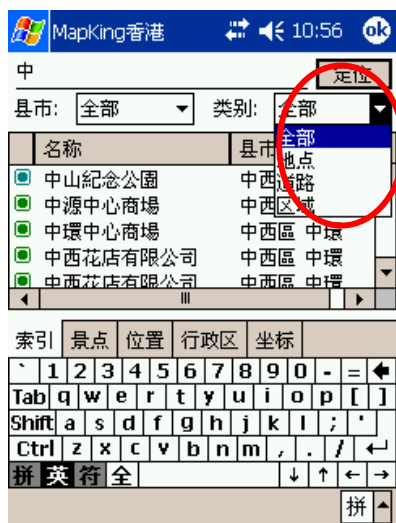 MapKing香港 10:56 ok
中 定位
县市: 全部 类别: 全部
全部
地点
道路
区域
名称 县市
中山紀念公園 中西
中源中心商場 中西
中環中心商場 中西區 中環
中西花店有限公司 中西區 中環
中西花店有限公司 中西區 中環
索引 景点 位置 行政区 坐标
` 1 2 3 4 5 6 7 8 9 0 - =
Tab q w e r t y u i o p [ ]
Shift a s d f g h j k l ; '
Ctrl z x c v b n m , . /
拼 英 符 全 ↓ ↑ ← →
拼